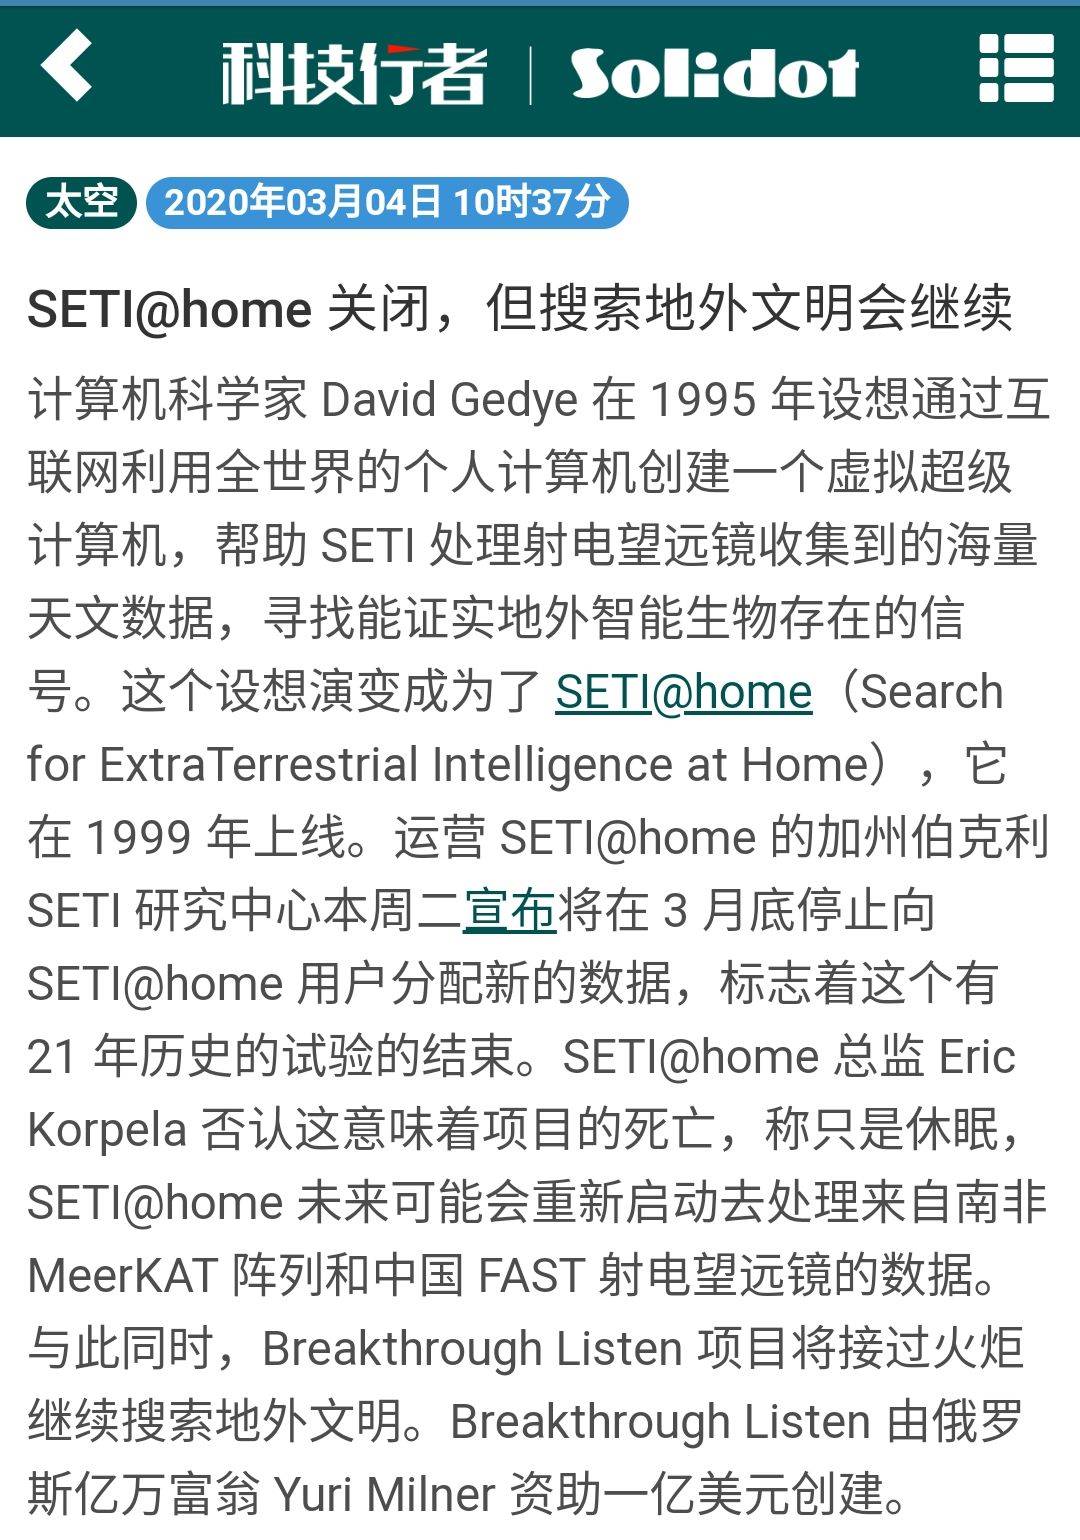 科技行者 | Solidot
太空 2020年03月04日 10时37分
SETI@home 关闭，但搜索地外文明会继续
计算机科学家 David Gedye 在 1995 年设想通过互
联网利用全世界的个人计算机创建一个虚拟超级
计算机，帮助 SETI 处理射电望远镜收集到的海量
天文数据，寻找能证实地外智能生物存在的信
号。这个设想演变成为了 SETI@home（Search
for ExtraTerrestrial Intelligence at Home），它
在 1999 年上线。运营 SETI@home 的加州伯克利
SETI 研究中心本周二宣布将在 3 月底停止向
SETI@home 用户分配新的数据，标志着这个有
21 年历史的试验的结束。SETI@home 总监 Eric
Korpela 否认这意味着项目的死亡，称只是休眠，
SETI@home 未来可能会重新启动去处理来自南非
MeerKAT 阵列和中国 FAST 射电望远镜的数据。
与此同时，Breakthrough Listen 项目将接过火炬
继续搜索地外文明。Breakthrough Listen 由俄罗
斯亿万富翁 Yuri Milner 资助一亿美元创建。